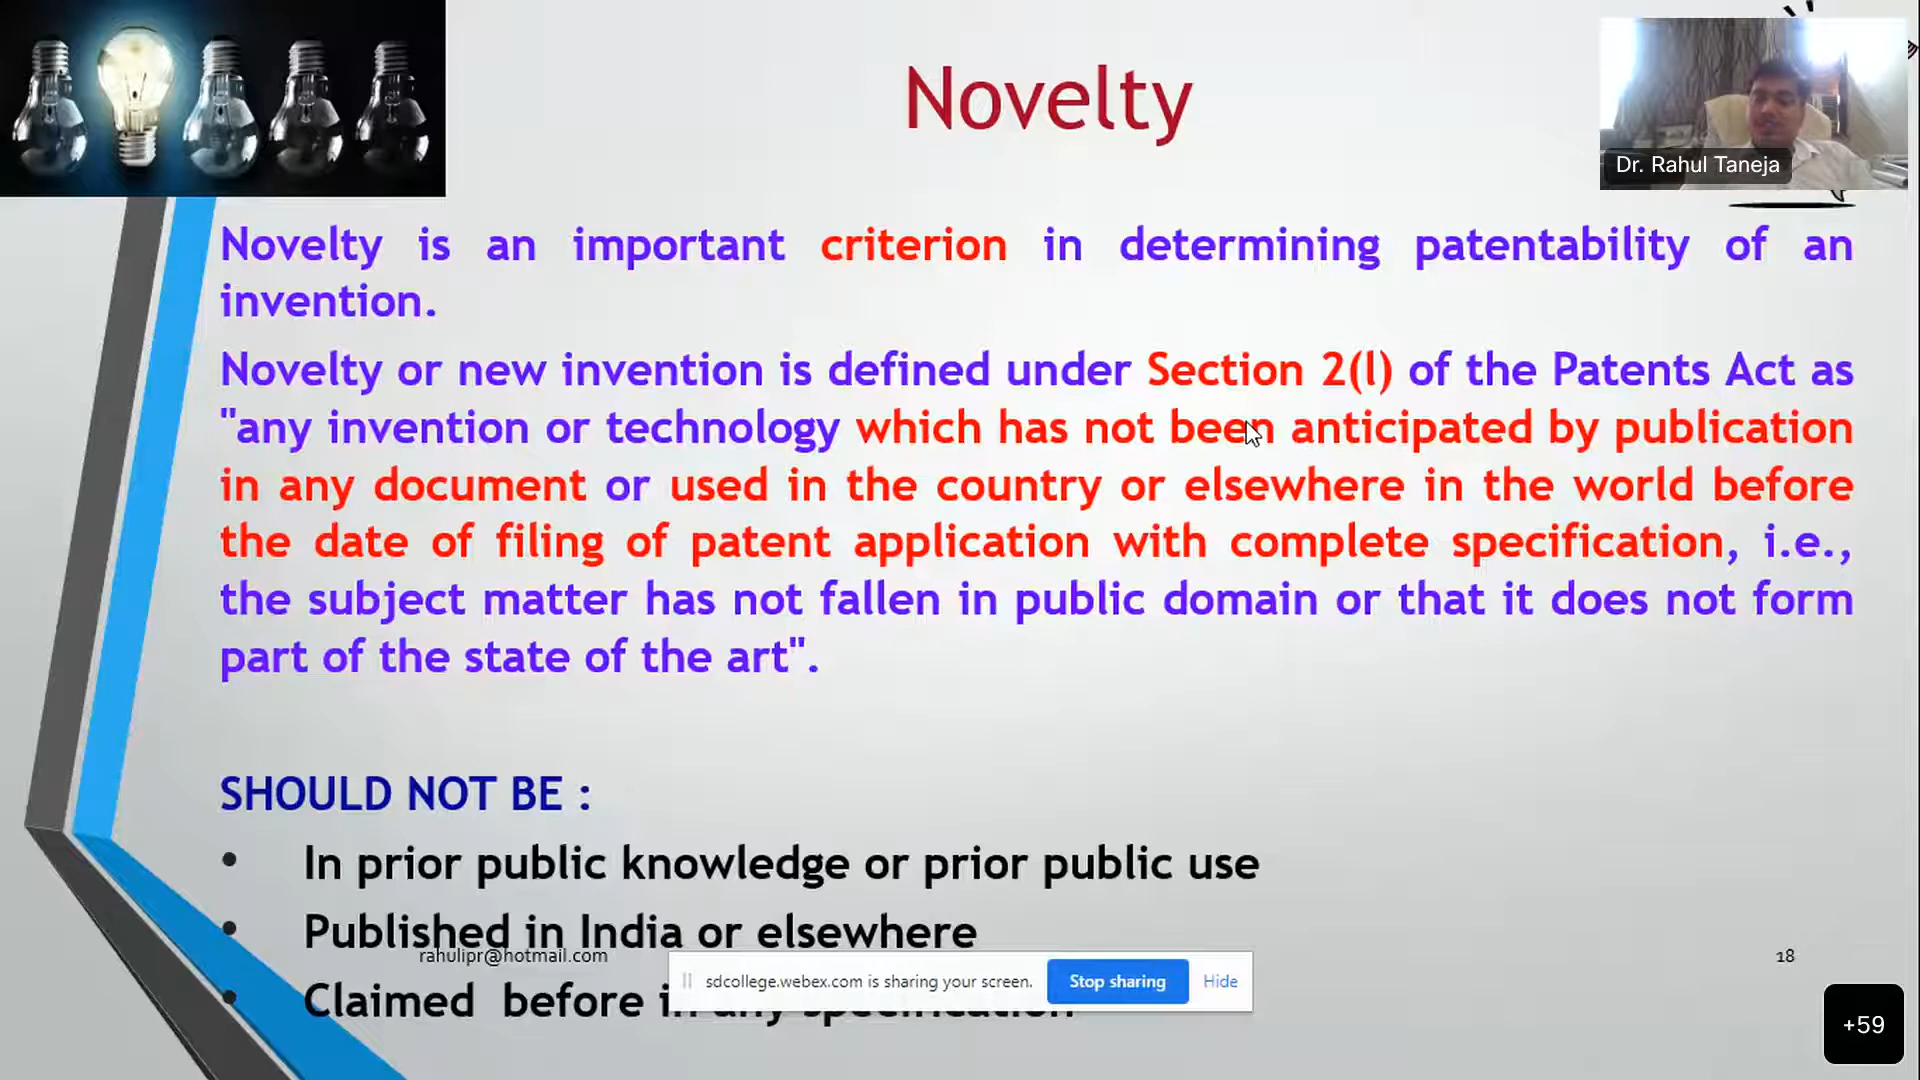 Novelty
Dr. Rahul Taneja
Novelty is an important criterion in determining patentability of an
invention.
Novelty or new invention is defined under Section 2(l) of the Patents Act as
"any invention or technology which has not been anticipated by publication
in any document or used in the country or elsewhere in the world before
the date of filing of patent application with complete specification, i.e.,
the subject matter has not fallen in public domain or that it does not form
part of the state of the art".
SHOULD NOT BE :
• In prior public knowledge or prior public use
• Published in India or elsewhere
rahulipr@hotmail.com
18
sdcollege.webex.com is sharing your screen.
Stop sharing
Hide
• Claimed before in any specification
+59